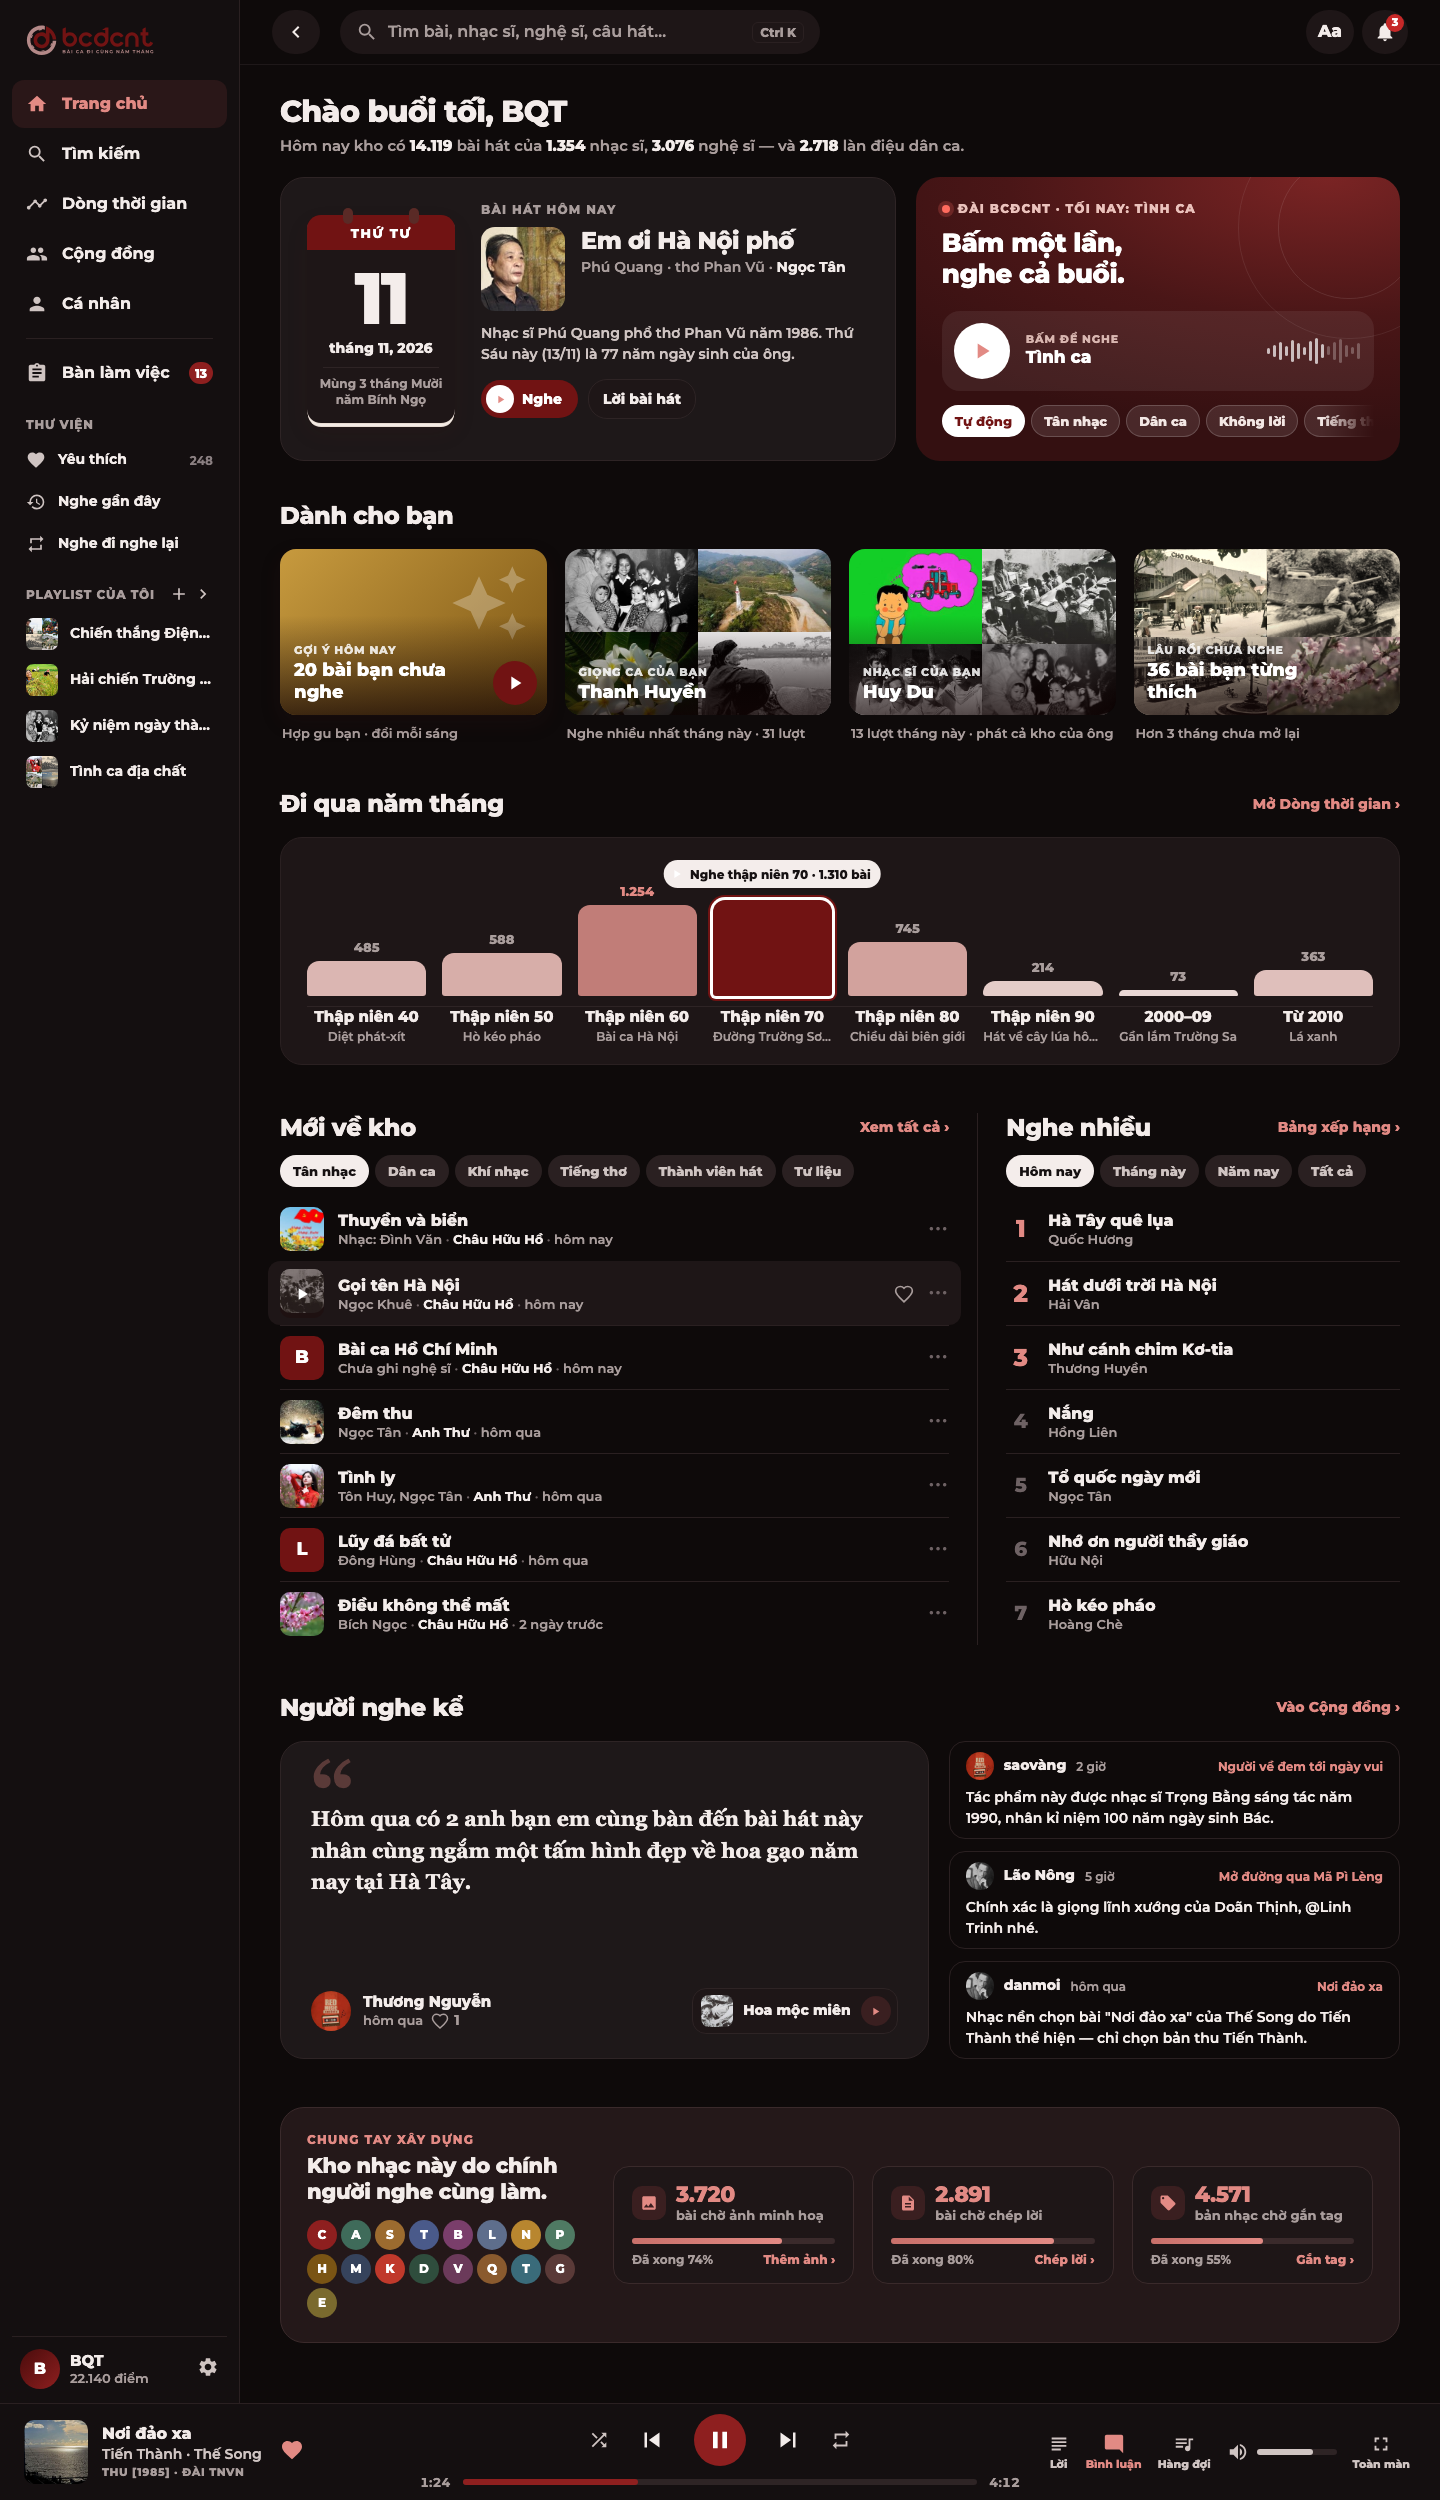 bcdcnt
BÀI CA ĐI CÙNG NĂM THÁNG
Trang chủ
Tìm kiếm
Dòng thời gian
Cộng đồng
Cá nhân
Bàn làm việc
13
THƯ VIỆN
Yêu thích
248
Nghe gần đây
Nghe đi nghe lại
PLAYLIST CỦA TÔI
Chiến thắng Điện...
Hải chiến Trường ...
Kỷ niệm ngày thà...
Tình ca địa chất
BQT
22.140 điểm
B
Tìm bài, nhạc sĩ, nghệ sĩ, câu hát...
Ctrl K
Aa
3
Chào buổi tối, BQT
Hôm nay kho có 14.119 bài hát của 1.354 nhạc sĩ, 3.076 nghệ sĩ — và 2.718 làn điệu dân ca.
THỨ TƯ
11
tháng 11, 2026
Mùng 3 tháng Mười
năm Bính Ngọ
BÀI HÁT HÔM NAY
Em ơi Hà Nội phố
Phú Quang · thơ Phan Vũ · Ngọc Tân
Nhạc sĩ Phú Quang phổ thơ Phan Vũ năm 1986. Thứ
Sáu này (13/11) là 77 năm ngày sinh của ông.
Nghe
Lời bài hát
ĐÀI BCĐCNT · TỐI NAY: TÌNH CA
Bấm một lần,
nghe cả buổi.
BẤM ĐỂ NGHE
Tình ca
Tự động
Tân nhạc
Dân ca
Không lời
Tiếng th
Dành cho bạn
GỢI Ý HÔM NAY
20 bài bạn chưa
nghe
Hợp gu bạn · đổi mỗi sáng
GIỌNG CA CỦA BẠN
Thanh Huyền
Nghe nhiều nhất tháng này · 31 lượt
NHẠC SĨ CỦA BẠN
Huy Du
13 lượt tháng này · phát cả kho của ông
CHỢ ĐỒNG XUÂN
LÂU RỒI CHƯA NGHE
36 bài bạn từng
thích
Hơn 3 tháng chưa mở lại
Đi qua năm tháng
Mở Dòng thời gian ›
Nghe thập niên 70 · 1.310 bài
485
588
1.254
745
214
73
363
Thập niên 40
Thập niên 50
Thập niên 60
Thập niên 70
Thập niên 80
Thập niên 90
2000–09
Từ 2010
Diệt phát-xít
Hò kéo pháo
Bài ca Hà Nội
Đường Trường Sơ...
Chiều dài biên giới
Hát về cây lúa hô...
Gần lắm Trường Sa
Lá xanh
Mới về kho
Xem tất cả ›
Tân nhạc
Dân ca
Khí nhạc
Tiếng thơ
Thành viên hát
Tư liệu
Thuyền và biển
Nhạc: Đình Văn · Châu Hữu Hồ · hôm nay
Gọi tên Hà Nội
Ngọc Khuê · Châu Hữu Hồ · hôm nay
B
Bài ca Hồ Chí Minh
Chưa ghi nghệ sĩ · Châu Hữu Hồ · hôm nay
Đêm thu
Ngọc Tân · Anh Thư · hôm qua
Tình ly
Tôn Huy, Ngọc Tân · Anh Thư · hôm qua
L
Lũy đá bất tử
Đông Hùng · Châu Hữu Hồ · hôm qua
Điều không thể mất
Bích Ngọc · Châu Hữu Hồ · 2 ngày trước
Nghe nhiều
Bảng xếp hạng ›
Hôm nay
Tháng này
Năm nay
Tất cả
1
Hà Tây quê lụa
Quốc Hương
2
Hát dưới trời Hà Nội
Hải Vân
3
Như cánh chim Kơ-tia
Thương Huyền
4
Nắng
Hồng Liên
5
Tổ quốc ngày mới
Ngọc Tân
6
Nhớ ơn người thầy giáo
Hữu Nội
7
Hò kéo pháo
Hoàng Chè
Người nghe kể
Vào Cộng đồng ›
“
Hôm qua có 2 anh bạn em cùng bàn đến bài hát này
nhân cùng ngắm một tấm hình đẹp về hoa gạo năm
nay tại Hà Tây.
Thương Nguyễn
hôm qua
1
Hoa mộc miên
saovàng
2 giờ
Người về đem tới ngày vui
Tác phẩm này được nhạc sĩ Trọng Bằng sáng tác năm
1990, nhân kỉ niệm 100 năm ngày sinh Bác.
Lão Nông
5 giờ
Mở đường qua Mã Pì Lèng
Chính xác là giọng lĩnh xướng của Doãn Thịnh, @Linh
Trinh nhé.
danmoi
hôm qua
Nơi đảo xa
Nhạc nền chọn bài "Nơi đảo xa" của Thế Song do Tiến
Thành thể hiện — chỉ chọn bản thu Tiến Thành.
CHUNG TAY XÂY DỰNG
Kho nhạc này do chính
người nghe cùng làm.
C A S T B L N P
H M K D V Q T G
E
3.720
bài chờ ảnh minh hoạ
Đã xong 74%
Thêm ảnh ›
2.891
bài chờ chép lời
Đã xong 80%
Chép lời ›
4.571
bản nhạc chờ gắn tag
Đã xong 55%
Gắn tag ›
Nơi đảo xa
Tiến Thành · Thế Song
THU [1985] · ĐÀI TNVN
1:24
4:12
Lời
Bình luận
Hàng đợi
Toàn màn